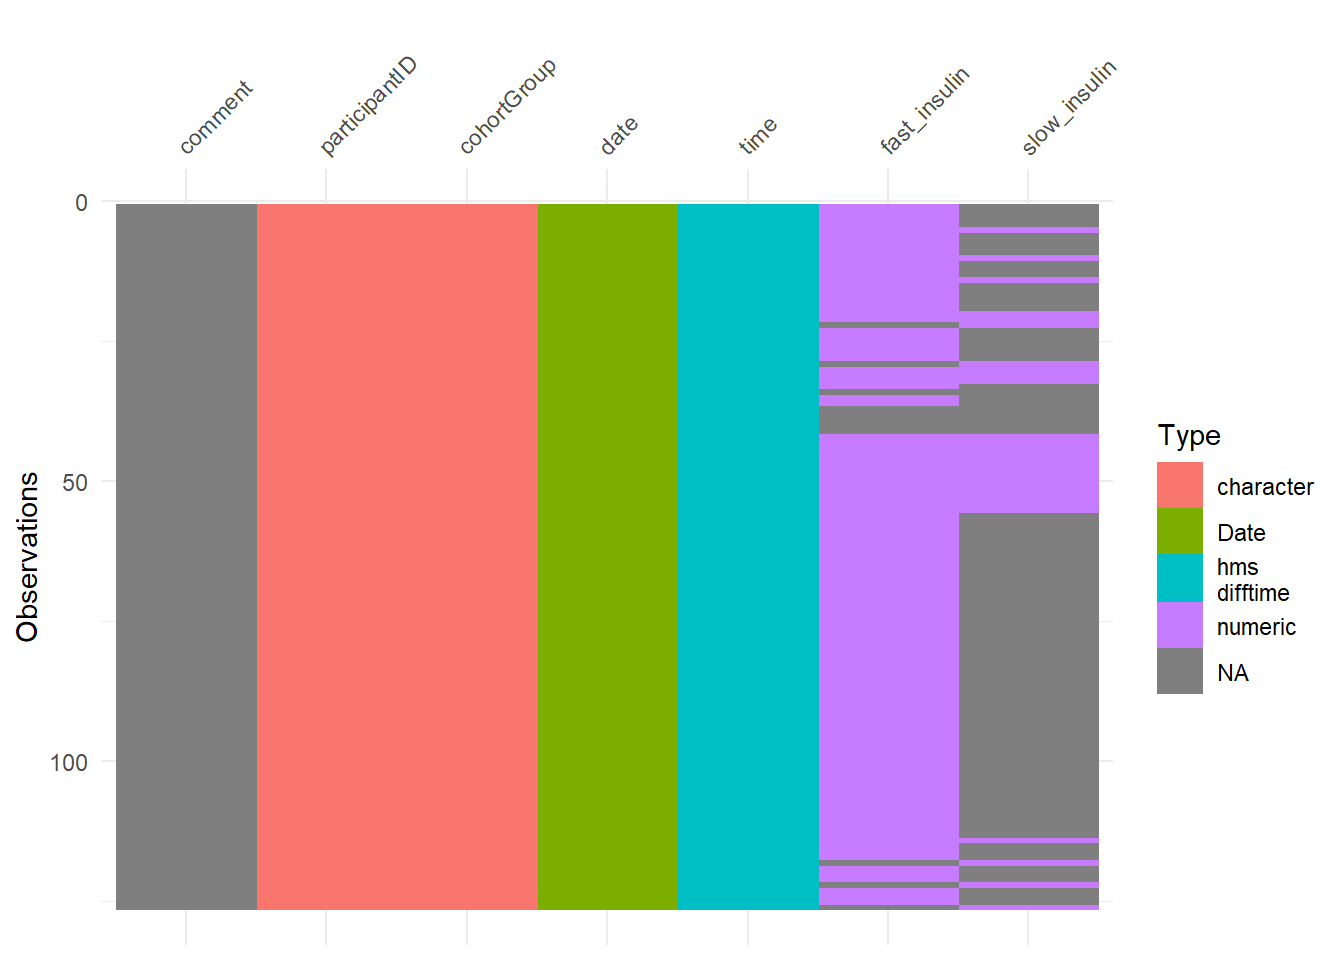 comment
participantID
cohortGroup
date
time
fast_insulin
slow_insulin
0
50
100
Observations
Type
character
Date
hms
difftime
numeric
NA